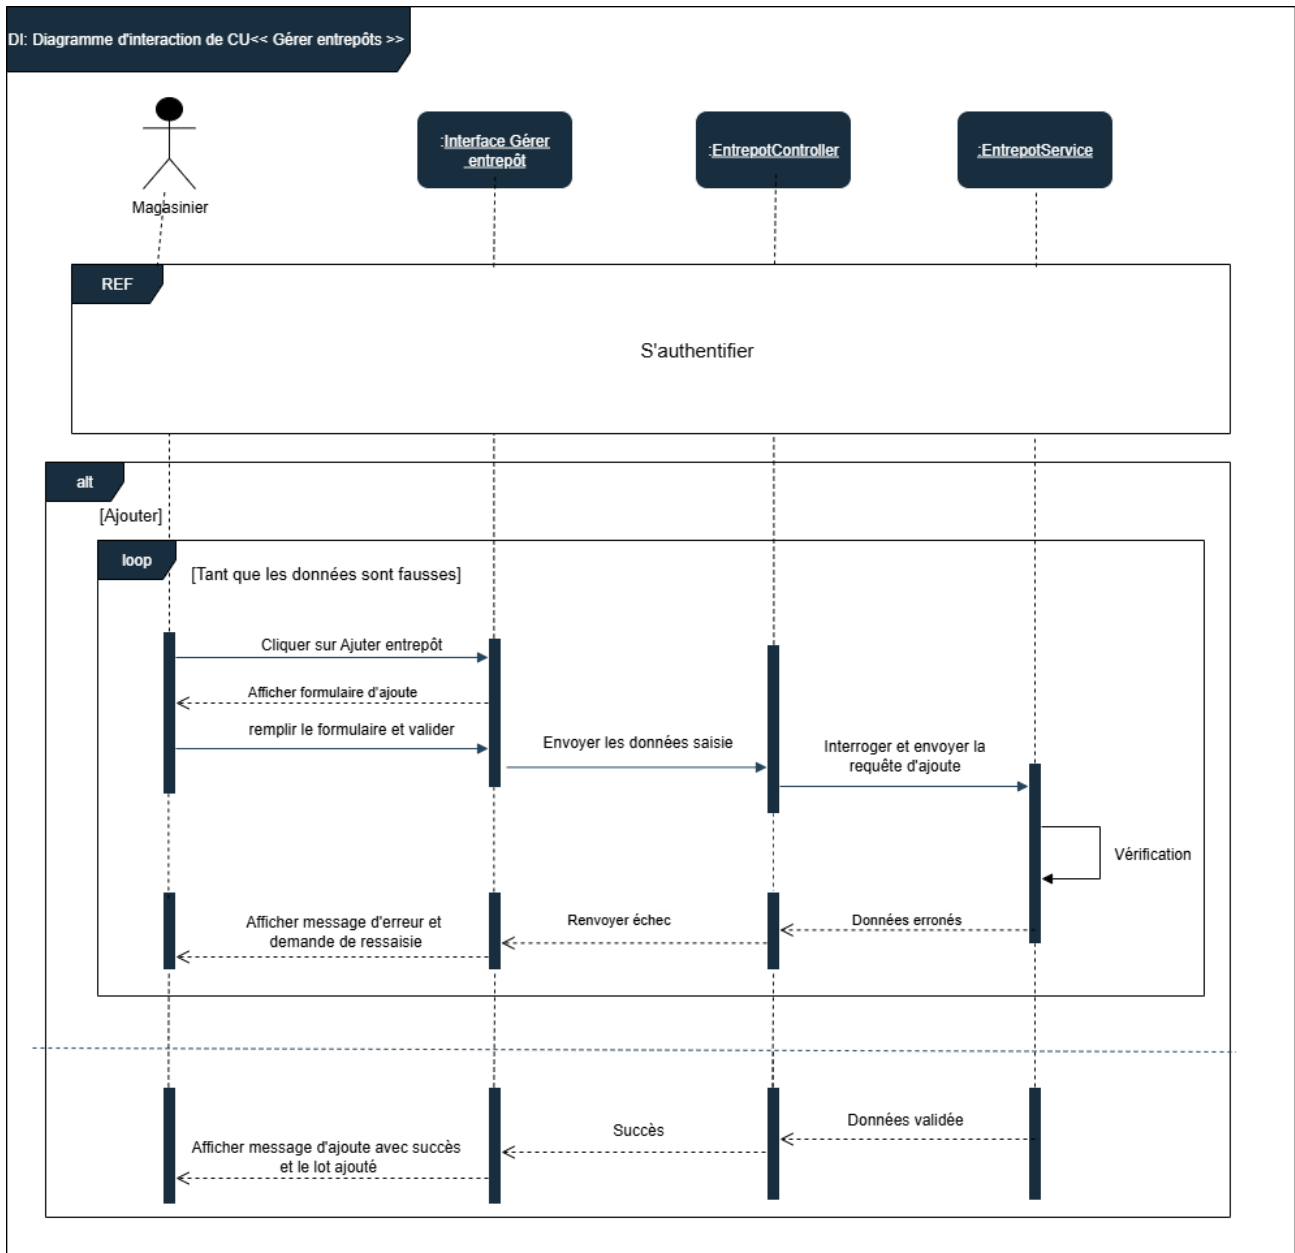 DI: Diagramme d'interaction de CU<< Gérer entrepôts >>
Magasinier
:Interface Gérer
entrepôt
:EntrepotController
:EntrepotService
REF
S'authentifier
alt
[Ajouter]
loop
[Tant que les données sont fausses]
Cliquer sur Ajuter entrepôt
Afficher formulaire d'ajoute
remplir le formulaire et valider
Envoyer les données saisie
Interroger et envoyer la
requête d'ajoute
Vérification
Données erronés
Renvoyer échec
Afficher message d'erreur et
demande de ressaisie
Données validée
Succès
Afficher message d'ajoute avec succès
et le lot ajouté